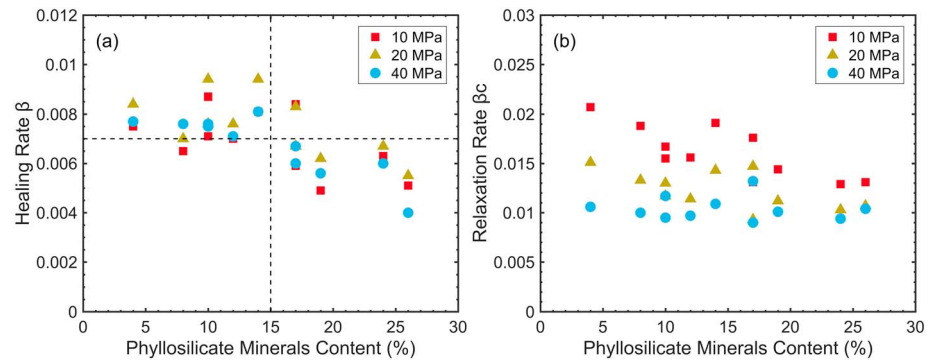 (a)
10 MPa
20 MPa
40 MPa
0.012
0.01
0.008
0.006
0.004
0.002
0
Healing Rate β
0 5 10 15 20 25 30
Phyllosilicate Minerals Content (%)
(b)
10 MPa
20 MPa
40 MPa
0.03
0.025
0.02
0.015
0.01
0.005
0
Relaxation Rate βc
0 5 10 15 20 25 30
Phyllosilicate Minerals Content (%)